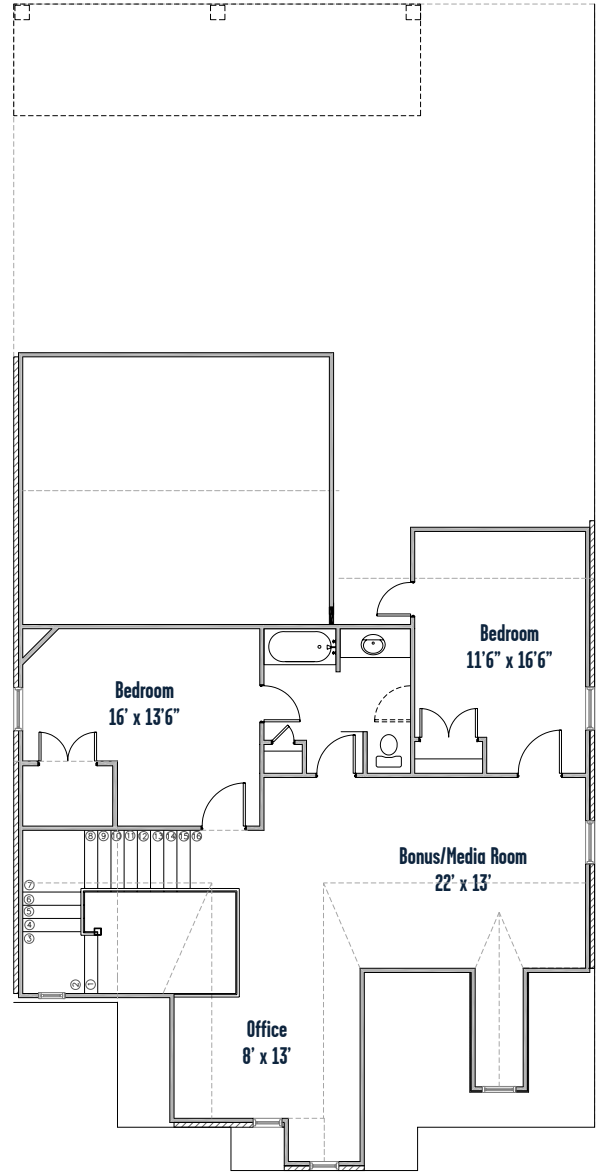 Bedroom
11'6” x 16'6”
Bedroom
16' x 13'6”
8 9 10 11 12 13 14 15 16
Bonus/Media Room
22' x 13'
7
6
5
4
3
2 1
Office
8' x 13'